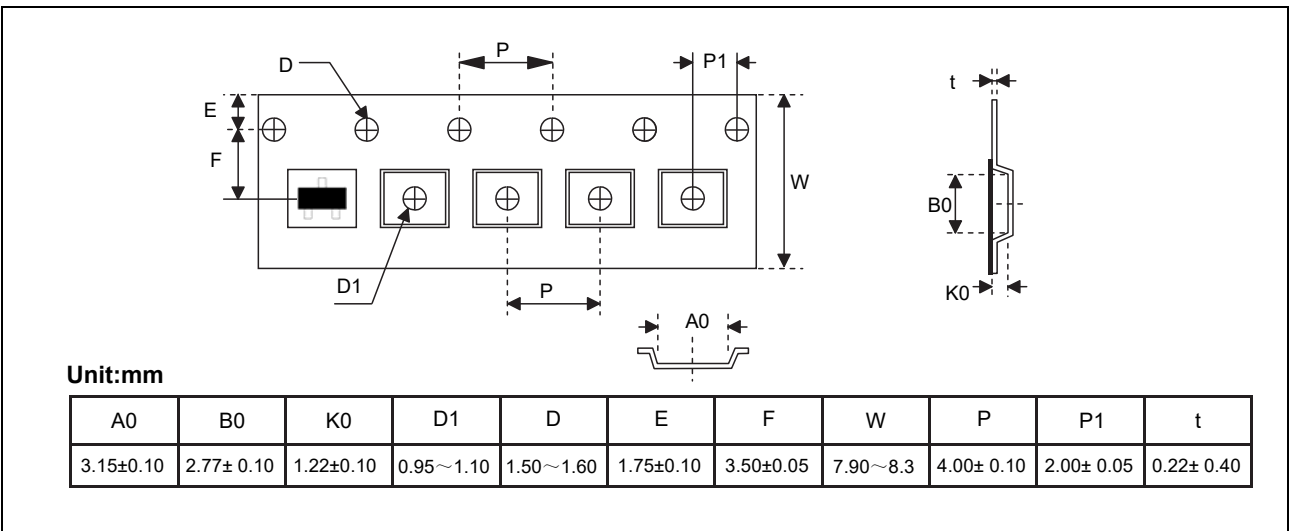 P
P1
D
t
E
F
W
B0
D1
P
K0
A0
Unit:mm
A0 B0 K0 D1 D E F W P P1 t
3.15±0.10 2.77± 0.10 1.22±0.10 0.95～1.10 1.50～1.60 1.75±0.10 3.50±0.05 7.90～8.3 4.00± 0.10 2.00± 0.05 0.22± 0.40